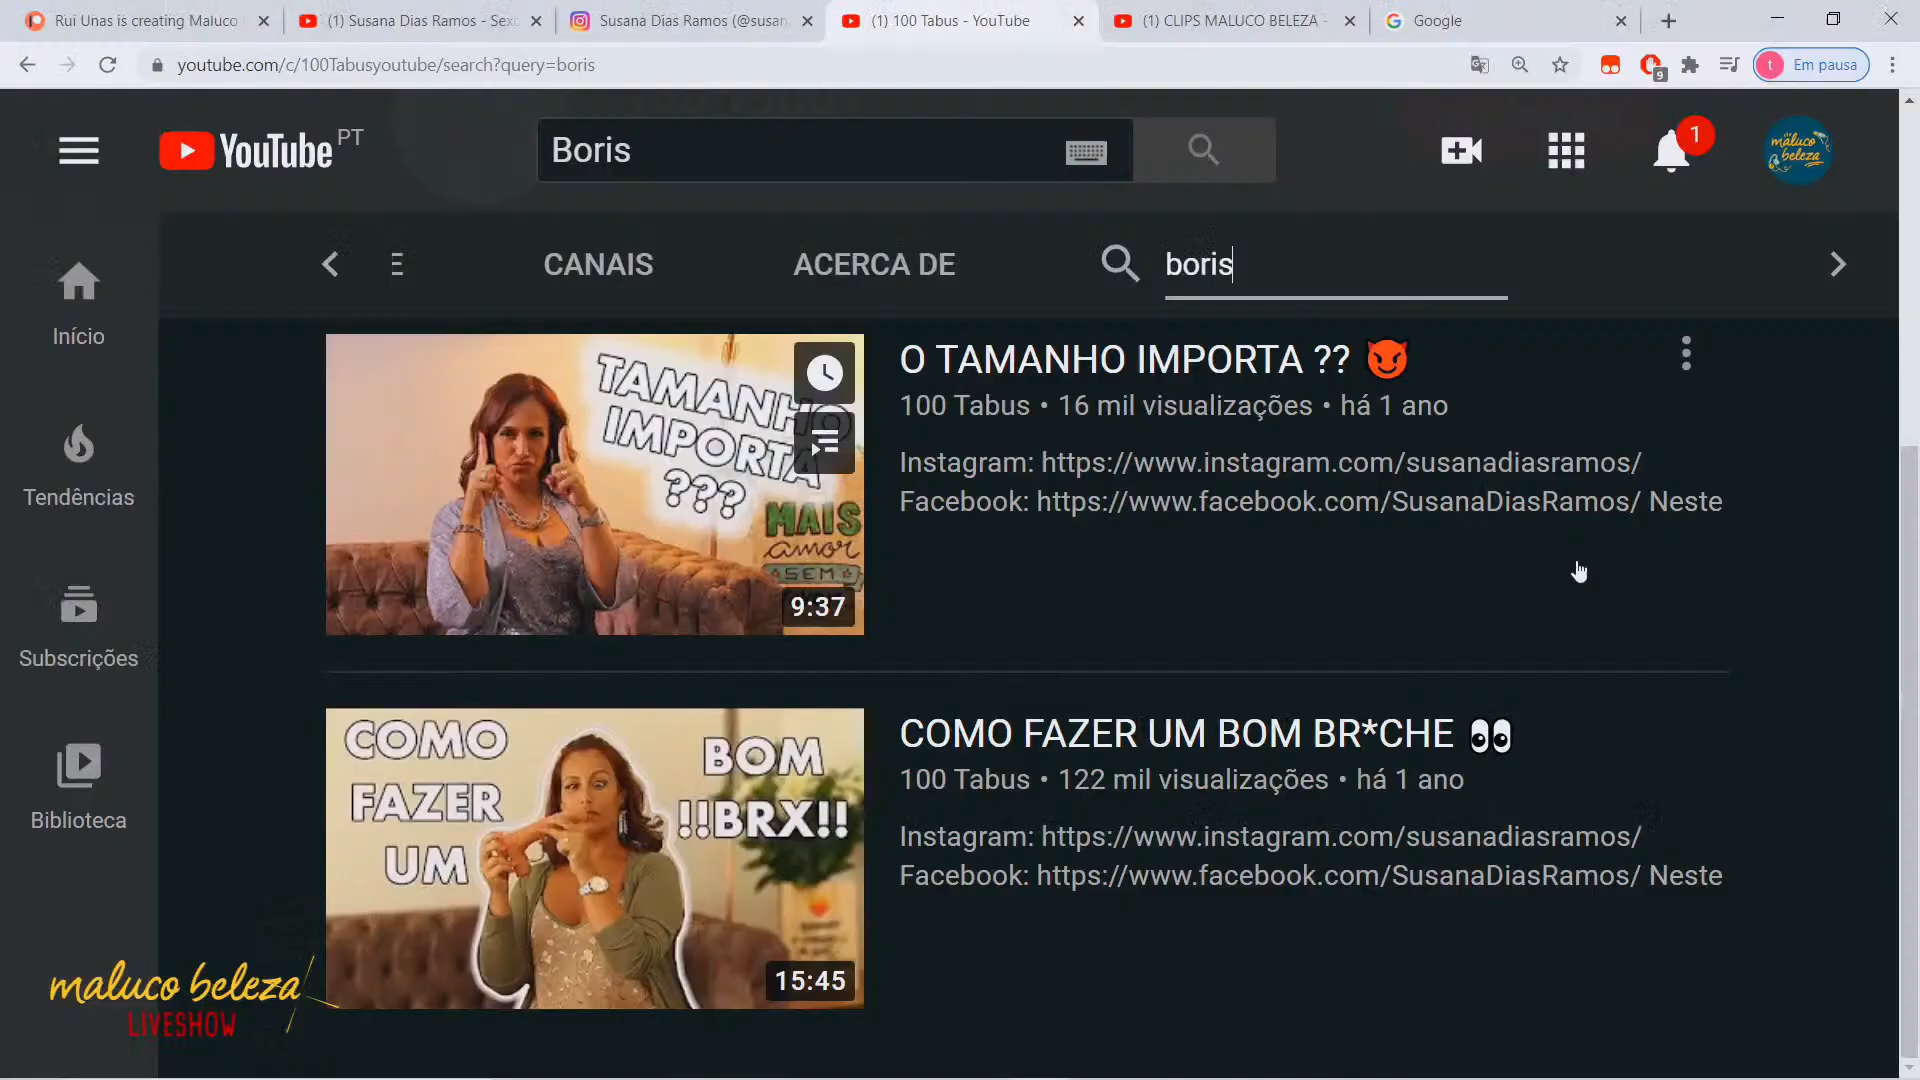 Rui Unas is creating Maluco
(1) Susana Dias Ramos - Sexo
Susana Dias Ramos (@susan
(1) 100 Tabus - YouTube
(1) CLIPS MALUCO BELEZA -
Google
youtube.com/c/100Tabusyoutube/search?query=boris
9
t
Em pausa
YouTube PT
Boris
1
maluco beleza
E
CANAIS
ACERCA DE
boris
Início
Tendências
Subscrições
Biblioteca
TAMANHO
IMPORTA
???
MAIS
amor
SEM
9:37
O TAMANHO IMPORTA ?? 😈
100 Tabus • 16 mil visualizações • há 1 ano
Instagram: https://www.instagram.com/susanadiasramos/
Facebook: https://www.facebook.com/SusanaDiasRamos/ Neste
COMO
FAZER
UM
BOM
!!BRX!!
15:45
COMO FAZER UM BOM BR*CHE 👀
100 Tabus • 122 mil visualizações • há 1 ano
Instagram: https://www.instagram.com/susanadiasramos/
Facebook: https://www.facebook.com/SusanaDiasRamos/ Neste
maluco beleza
LIVESHOW